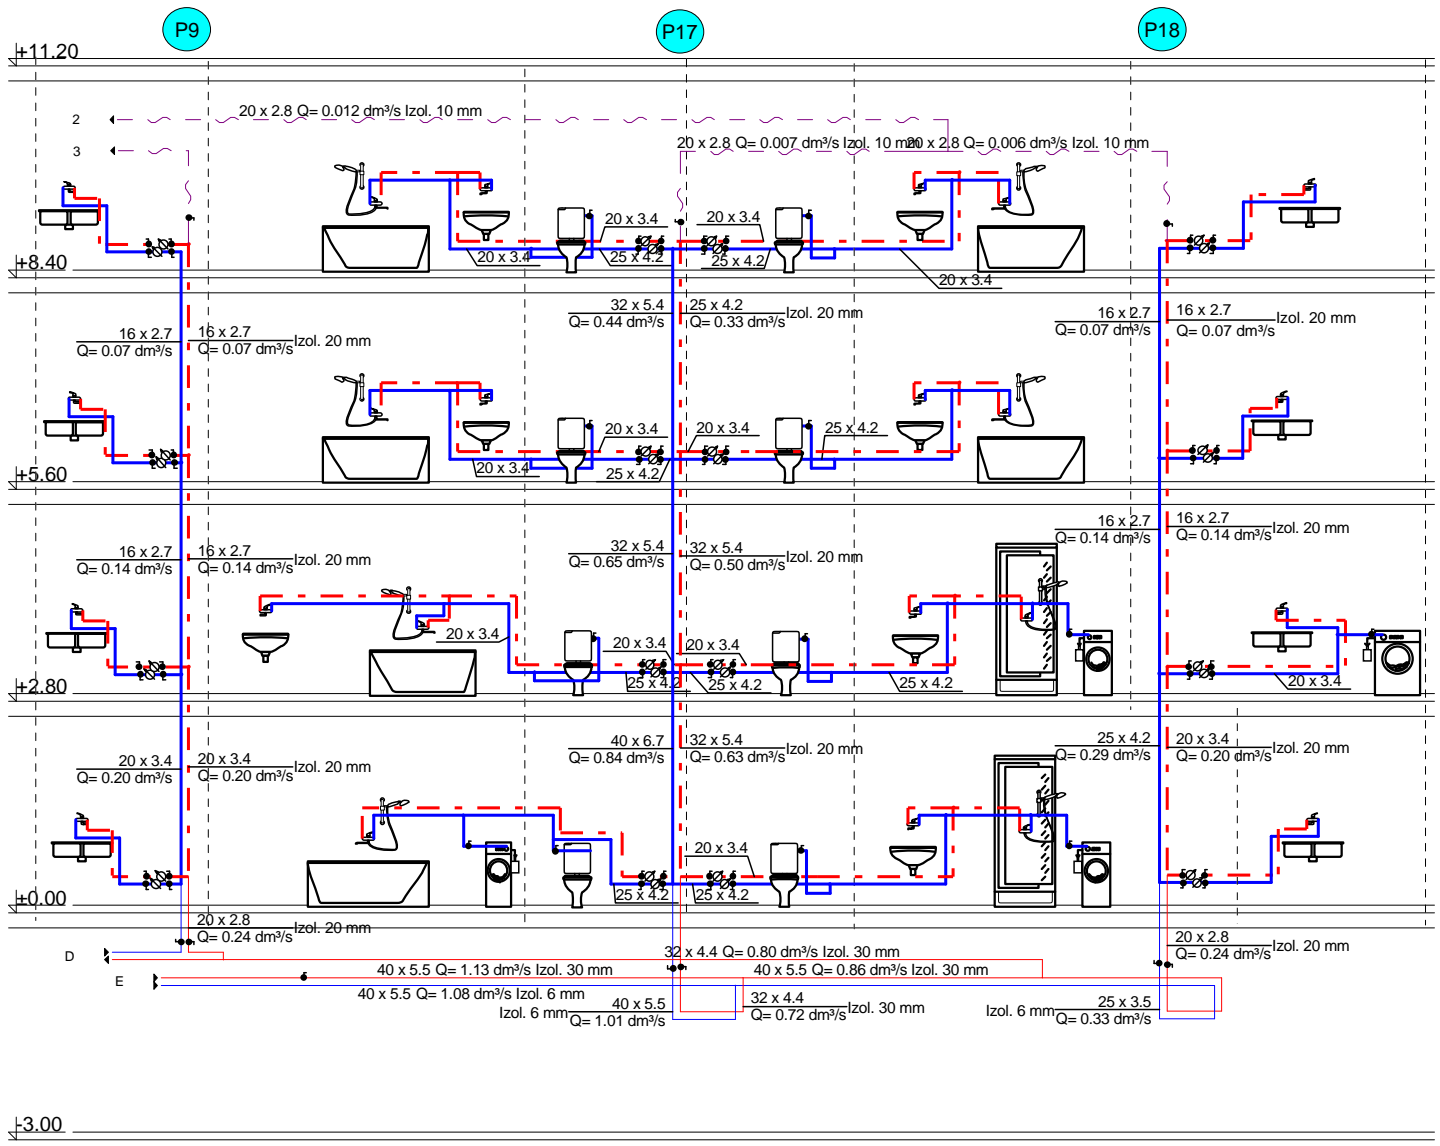 P9
P17
P18
+11.20
2
20 x 2.8 Q= 0.012 dm³/s Izol. 10 mm
3
20 x 2.8 Q= 0.007 dm³/s Izol. 10 mm
20 x 2.8 Q= 0.006 dm³/s Izol. 10 mm
20 x 3.4
20 x 3.4
20 x 3.4
25 x 4.2
25 x 4.2
20 x 3.4
+8.40
32 x 5.4
Q= 0.44 dm³/s
25 x 4.2
Q= 0.33 dm³/s
Izol. 20 mm
16 x 2.7
Q= 0.07 dm³/s
16 x 2.7
Q= 0.07 dm³/s
Izol. 20 mm
16 x 2.7
Q= 0.07 dm³/s
16 x 2.7
Q= 0.07 dm³/s
Izol. 20 mm
20 x 3.4
20 x 3.4
25 x 4.2
20 x 3.4
25 x 4.2
+5.60
16 x 2.7
Q= 0.14 dm³/s
16 x 2.7
Q= 0.14 dm³/s
Izol. 20 mm
32 x 5.4
Q= 0.65 dm³/s
32 x 5.4
Q= 0.50 dm³/s
Izol. 20 mm
16 x 2.7
Q= 0.14 dm³/s
16 x 2.7
Q= 0.14 dm³/s
Izol. 20 mm
20 x 3.4
20 x 3.4
20 x 3.4
25 x 4.2
25 x 4.2
25 x 4.2
20 x 3.4
+2.80
20 x 3.4
Q= 0.20 dm³/s
20 x 3.4
Q= 0.20 dm³/s
Izol. 20 mm
40 x 6.7
Q= 0.84 dm³/s
32 x 5.4
Q= 0.63 dm³/s
Izol. 20 mm
25 x 4.2
Q= 0.29 dm³/s
20 x 3.4
Q= 0.20 dm³/s
Izol. 20 mm
20 x 3.4
25 x 4.2
25 x 4.2
±0.00
20 x 2.8
Q= 0.24 dm³/s
Izol. 20 mm
20 x 2.8
Q= 0.24 dm³/s
Izol. 20 mm
D
32 x 4.4 Q= 0.80 dm³/s Izol. 30 mm
40 x 5.5 Q= 1.13 dm³/s Izol. 30 mm
40 x 5.5 Q= 0.86 dm³/s Izol. 30 mm
E
40 x 5.5 Q= 1.08 dm³/s Izol. 6 mm
Izol. 6 mm
40 x 5.5
Q= 1.01 dm³/s
32 x 4.4
Q= 0.72 dm³/s
Izol. 30 mm
Izol. 6 mm
25 x 3.5
Q= 0.33 dm³/s
-3.00